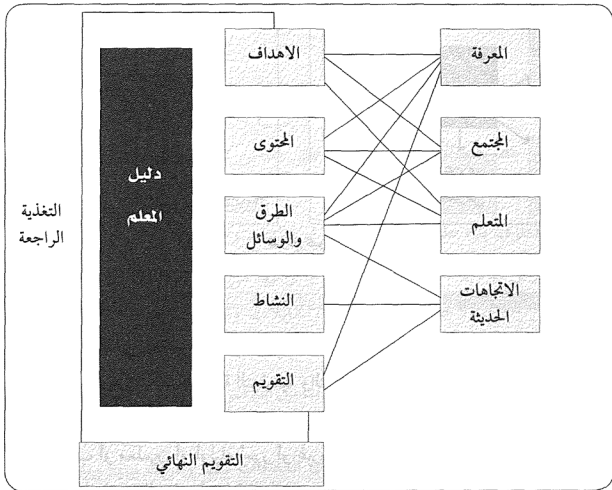 المعرفة
الاهداف
المجتمع
المحتوى
المتعلم
الطرق
والوسائل
الاتجاهات
الحديثة
النشاط
التقويم
دليل
المعلم
التغذية
الراجعة
التقويم النهائي